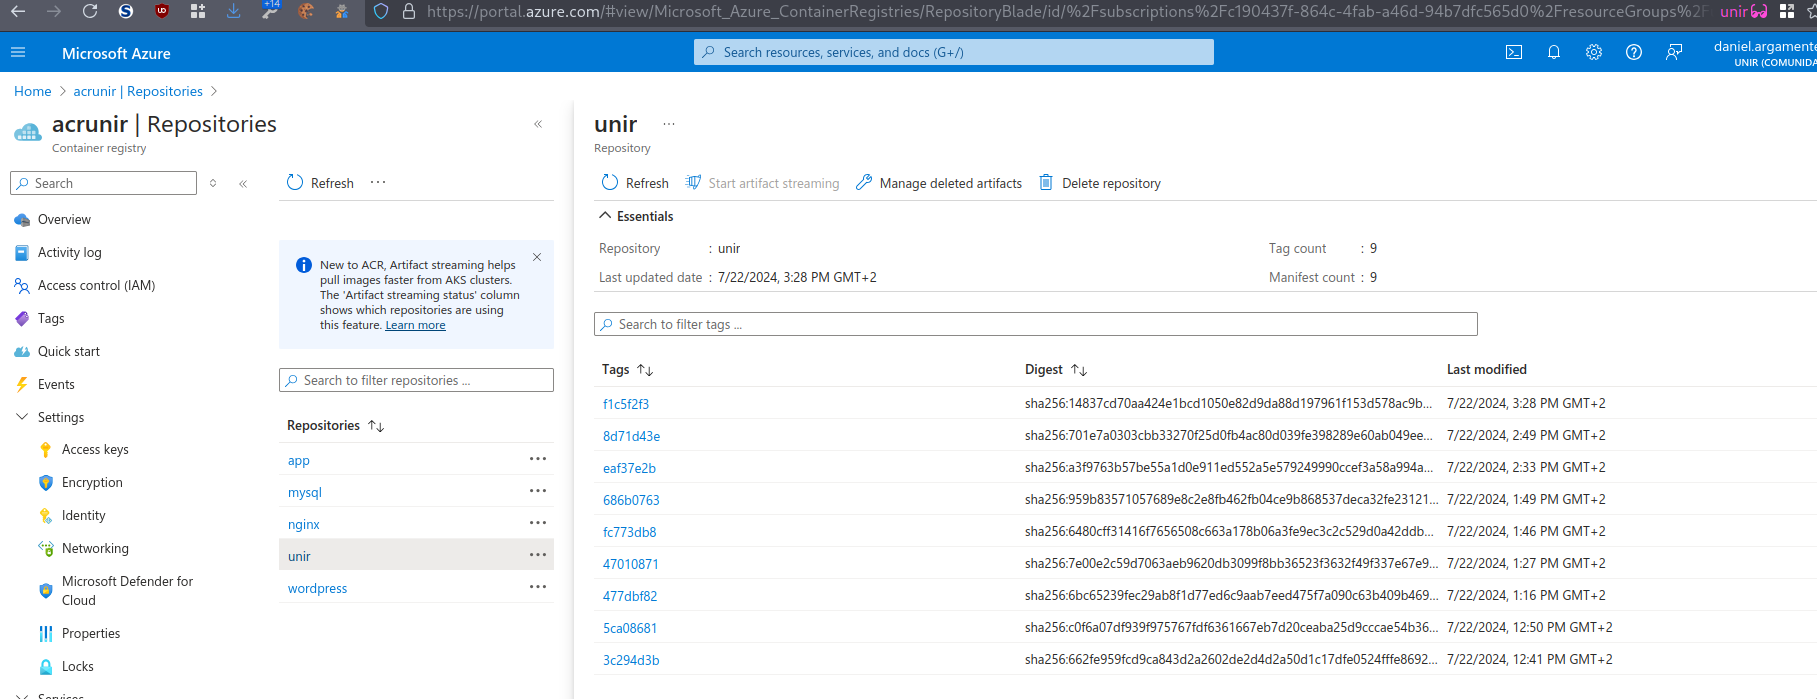 +14
https://portal.azure.com/#view/Microsoft_Azure_ContainerRegistries/RepositoryBlade/id/%2Fsubscriptions%2Fc190437f-864c-4fab-a46d-94b7dfc565d0%2FresourceGroups%2F
unir
Microsoft Azure
Search resources, services, and docs (G+/)
daniel.argamente
UNIR (COMUNIDA
Home > acrunir | Repositories >
acrunir | Repositories
Container registry
Search
Overview
Activity log
Access control (IAM)
Tags
Quick start
Events
Settings
Access keys
Encryption
Identity
Networking
Microsoft Defender for
Cloud
Properties
Locks
Services
Refresh ...
New to ACR, Artifact streaming helps
pull images faster from AKS clusters.
The 'Artifact streaming status' column
shows which repositories are using
this feature. Learn more
Search to filter repositories ...
Repositories
app
mysql
nginx
unir
wordpress
unir ...
Repository
Refresh Start artifact streaming Manage deleted artifacts Delete repository
Essentials
Repository : unir
Tag count : 9
Last updated date : 7/22/2024, 3:28 PM GMT+2
Manifest count : 9
Search to filter tags ...
Tags Digest Last modified
f1c5f2f3 sha256:14837cd70aa424e1bcd1050e82d9da88d197961f153d578ac9b... 7/22/2024, 3:28 PM GMT+2
8d71d43e sha256:701e7a0303cbb33270f25d0fb4ac80d039fe398289e60ab049ee... 7/22/2024, 2:49 PM GMT+2
eaf37e2b sha256:a3f9763b57be55a1d0e911ed552a5e579249990ccef3a58a994a... 7/22/2024, 2:33 PM GMT+2
686b0763 sha256:959b83571057689e8c2e8fb462fb04ce9b868537deca32fe23121... 7/22/2024, 1:49 PM GMT+2
fc773db8 sha256:6480cff31416f7656508c663a178b06a3fe9ec3c2c529d0a42ddb... 7/22/2024, 1:46 PM GMT+2
47010871 sha256:7e00e2c59d7063aeb9620db3099f8bb36523f3632f49f337e67e9... 7/22/2024, 1:27 PM GMT+2
477dbf82 sha256:6bc65239fec29ab8f1d77ed6c9aab7eed475f7a090c63b409b469... 7/22/2024, 1:16 PM GMT+2
5ca08681 sha256:c0f6a07df939f975767fdf6361667eb7d20ceaba25d9cccae54b36... 7/22/2024, 12:50 PM GMT+2
3c294d3b sha256:662fe959fcd9ca843d2a2602de2d4d2a50d1c17dfe0524fffe8692... 7/22/2024, 12:41 PM GMT+2